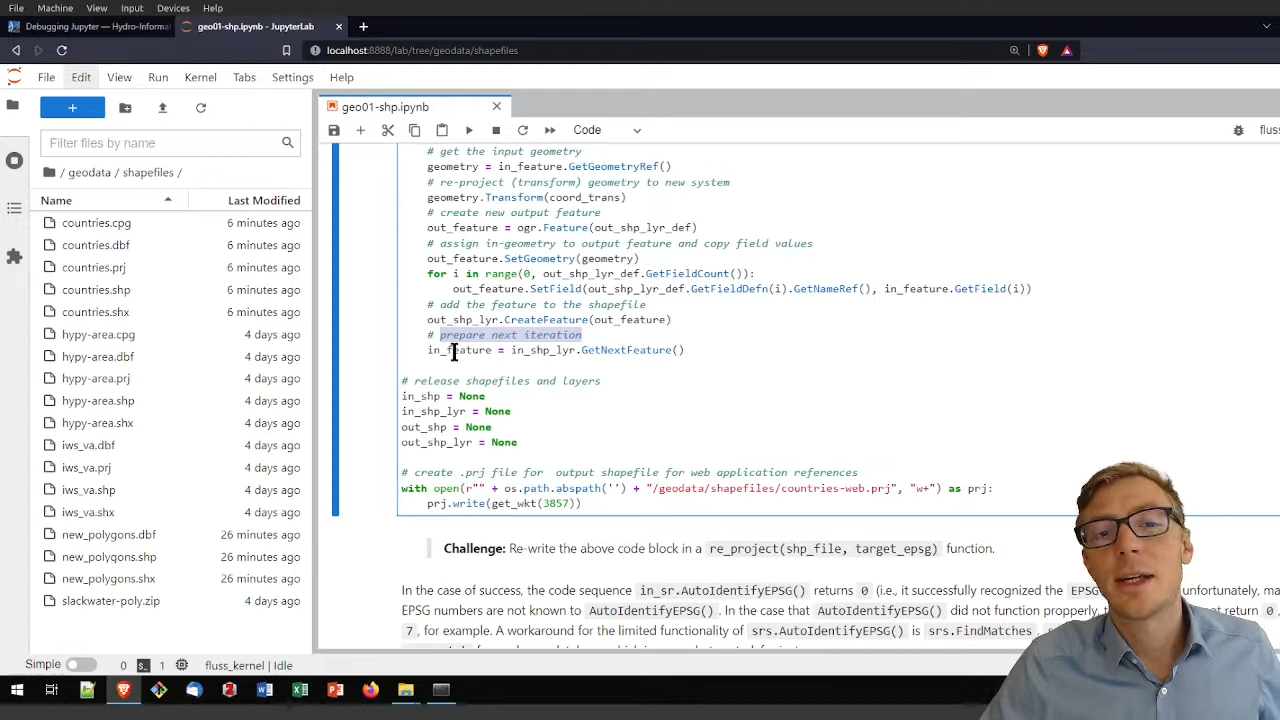 File Machine View Input Devices Help
Debugging Jupyter — Hydro-Informat
geo01-shp.ipynb - JupyterLab
localhost:8888/lab/tree/geodata/shapefiles
File Edit View Run Kernel Tabs Settings Help
geo01-shp.ipynb
Filter files by name
Code
fluss
/ geodata / shapefiles /
Name Last Modified
countries.cpg 6 minutes ago
countries.dbf 6 minutes ago
countries.prj 6 minutes ago
countries.shp 6 minutes ago
countries.shx 6 minutes ago
hypy-area.cpg 4 days ago
hypy-area.dbf 4 days ago
hypy-area.prj 4 days ago
hypy-area.shp 4 days ago
hypy-area.shx 4 days ago
iws_va.dbf 4 days ago
iws_va.prj 4 days ago
iws_va.shp 4 days ago
iws_va.shx 4 days ago
new_polygons.dbf 26 minutes ago
new_polygons.shp 26 minutes ago
new_polygons.shx 26 minutes ago
slackwater-poly.zip 4 days ago
# get the input geometry
geometry = in_feature.GetGeometryRef()
# re-project (transform) geometry to new system
geometry.Transform(coord_trans)
# create new output feature
out_feature = ogr.Feature(out_shp_lyr_def)
# assign in-geometry to output feature and copy field values
out_feature.SetGeometry(geometry)
for i in range(0, out_shp_lyr_def.GetFieldCount()):
out_feature.SetField(out_shp_lyr_def.GetFieldDefn(i).GetNameRef(), in_feature.GetField(i))
# add the feature to the shapefile
out_shp_lyr.CreateFeature(out_feature)
# prepare next iteration
in_feature = in_shp_lyr.GetNextFeature()
# release shapefiles and layers
in_shp = None
in_shp_lyr = None
out_shp = None
out_shp_lyr = None
# create .prj file for output shapefile for web application references
with open(r"" + os.path.abspath('') + "/geodata/shapefiles/countries-web.prj", "w+") as prj:
prj.write(get_wkt(3857))
Challenge: Re-write the above code block in a re_project(shp_file, target_epsg) function.
In the case of success, the code sequence in_sr.AutoIdentifyEPSG() returns 0 (i.e., it successfully recognized the EPS unfortunately, ma
EPSG numbers are not known to AutoIdentifyEPSG(). In the case that AutoIdentifyEPSG() did not function propperly, t not return 0,
7, for example. A workaround for the limited functionality of srs.AutoIdentifyEPSG() is srs.FindMatches.
Simple 0 1 fluss_kernel | Idle